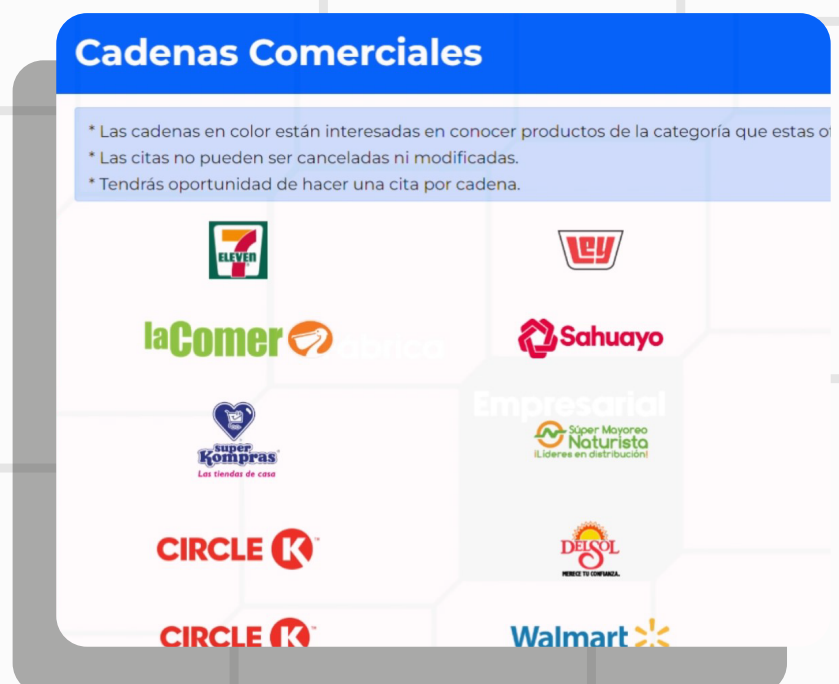 Cadenas Comerciales
* Las cadenas en color están interesadas en conocer productos de la categoría que estas
* Las citas no pueden ser canceladas ni modificadas.
* Tendrás oportunidad de hacer una cita por cadena.
7 ELEVEN
LEY
laComer
abrica
Sahuayo
Empresarial
super Kompras
Las tiendas de casa
Súper Mayoreo
Naturista
¡Líderes en distribución!
CIRCLE K
DELSOL
MERECE TU CONFIANZA.
CIRCLE K
Walmart